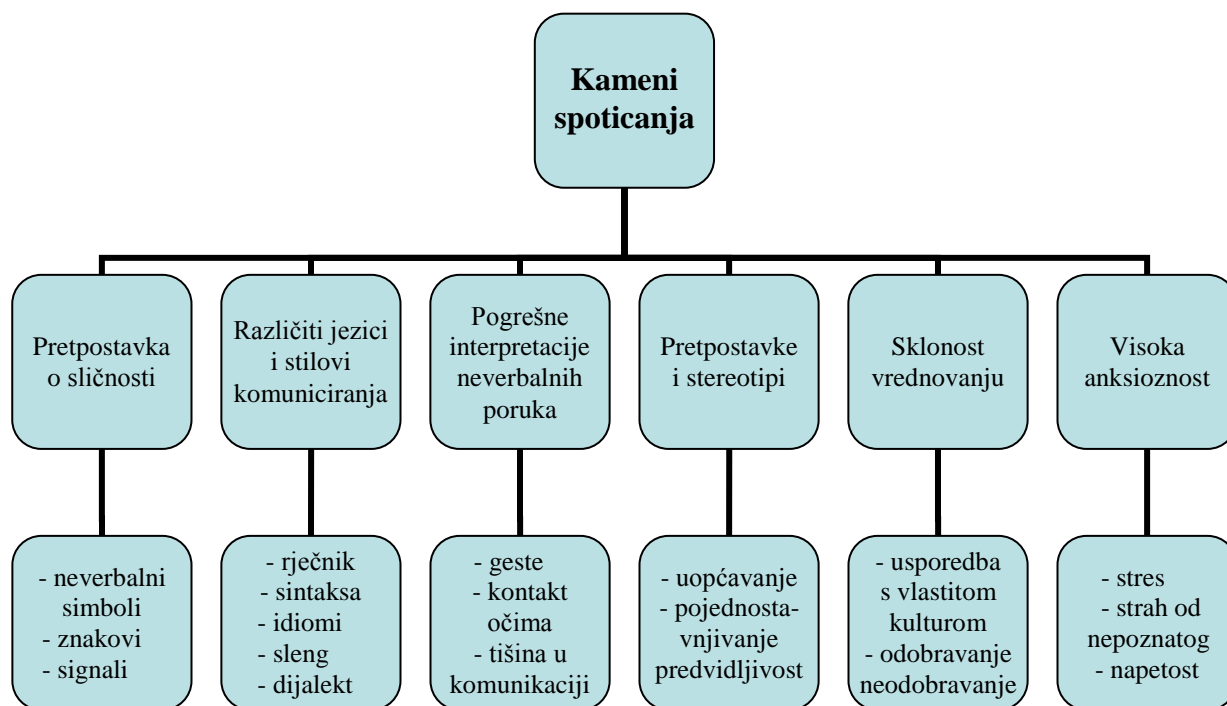 Kameni
spoticanja
Pretpostavka
o sličnosti
Različiti jezici
i stilovi
komuniciranja
Pogrešne
interpretacije
neverbalnih
poruka
Pretpostavke
i stereotipi
Sklonost
vrednovanju
Visoka
anksioznost
- neverbalni
simboli
- znakovi
- signali
- rječnik
- sintaksa
- idiomi
- sleng
- dijalekt
- geste
- kontakt
očima
- tišina u
komunikaciji
- uopćavanje
- pojednosta-
vnjivanje
predvidljivost
- usporedba
s vlastitom
kulturom
- odobravanje
neodobravanje
- stres
- strah od
nepoznatog
- napetost